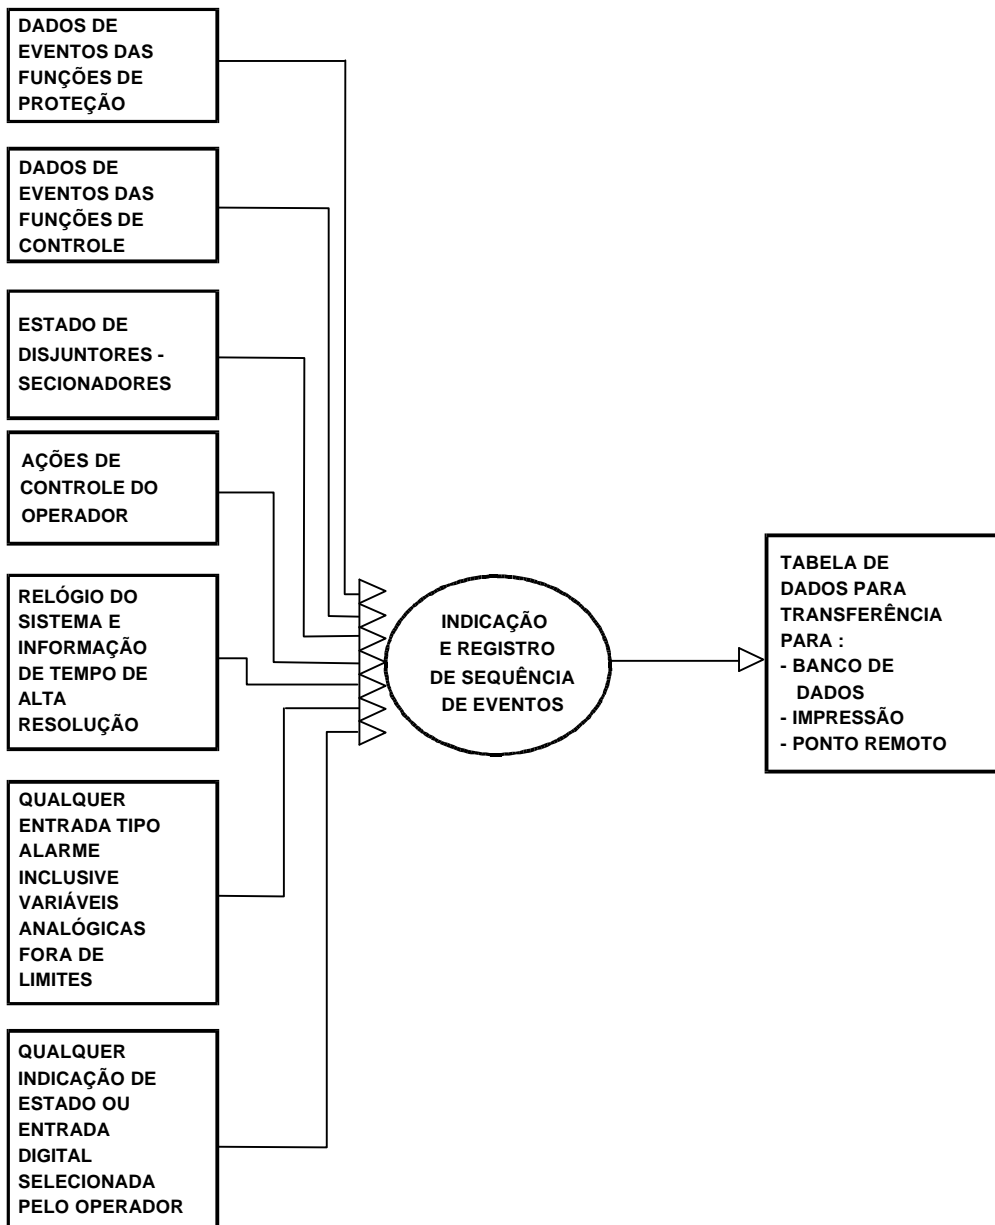 DADOS DE
EVENTOS DAS
FUNÇÕES DE
PROTEÇÃO
DADOS DE
EVENTOS DAS
FUNÇÕES DE
CONTROLE
ESTADO DE
DISJUNTORES -
SECIONADORES
AÇÕES DE
CONTROLE DO
OPERADOR
RELÓGIO DO
SISTEMA E
INFORMAÇÃO
DE TEMPO DE
ALTA
RESOLUÇÃO
QUALQUER
ENTRADA TIPO
ALARME
INCLUSIVE
VARIÁVEIS
ANALÓGICAS
FORA DE
LIMITES
QUALQUER
INDICAÇÃO DE
ESTADO OU
ENTRADA
DIGITAL
SELECIONADA
PELO OPERADOR
INDICAÇÃO
E REGISTRO
DE SEQUÊNCIA
DE EVENTOS
TABELA DE
DADOS PARA
TRANSFERÊNCIA
PARA :
- BANCO DE
DADOS
- IMPRESSÃO
- PONTO REMOTO